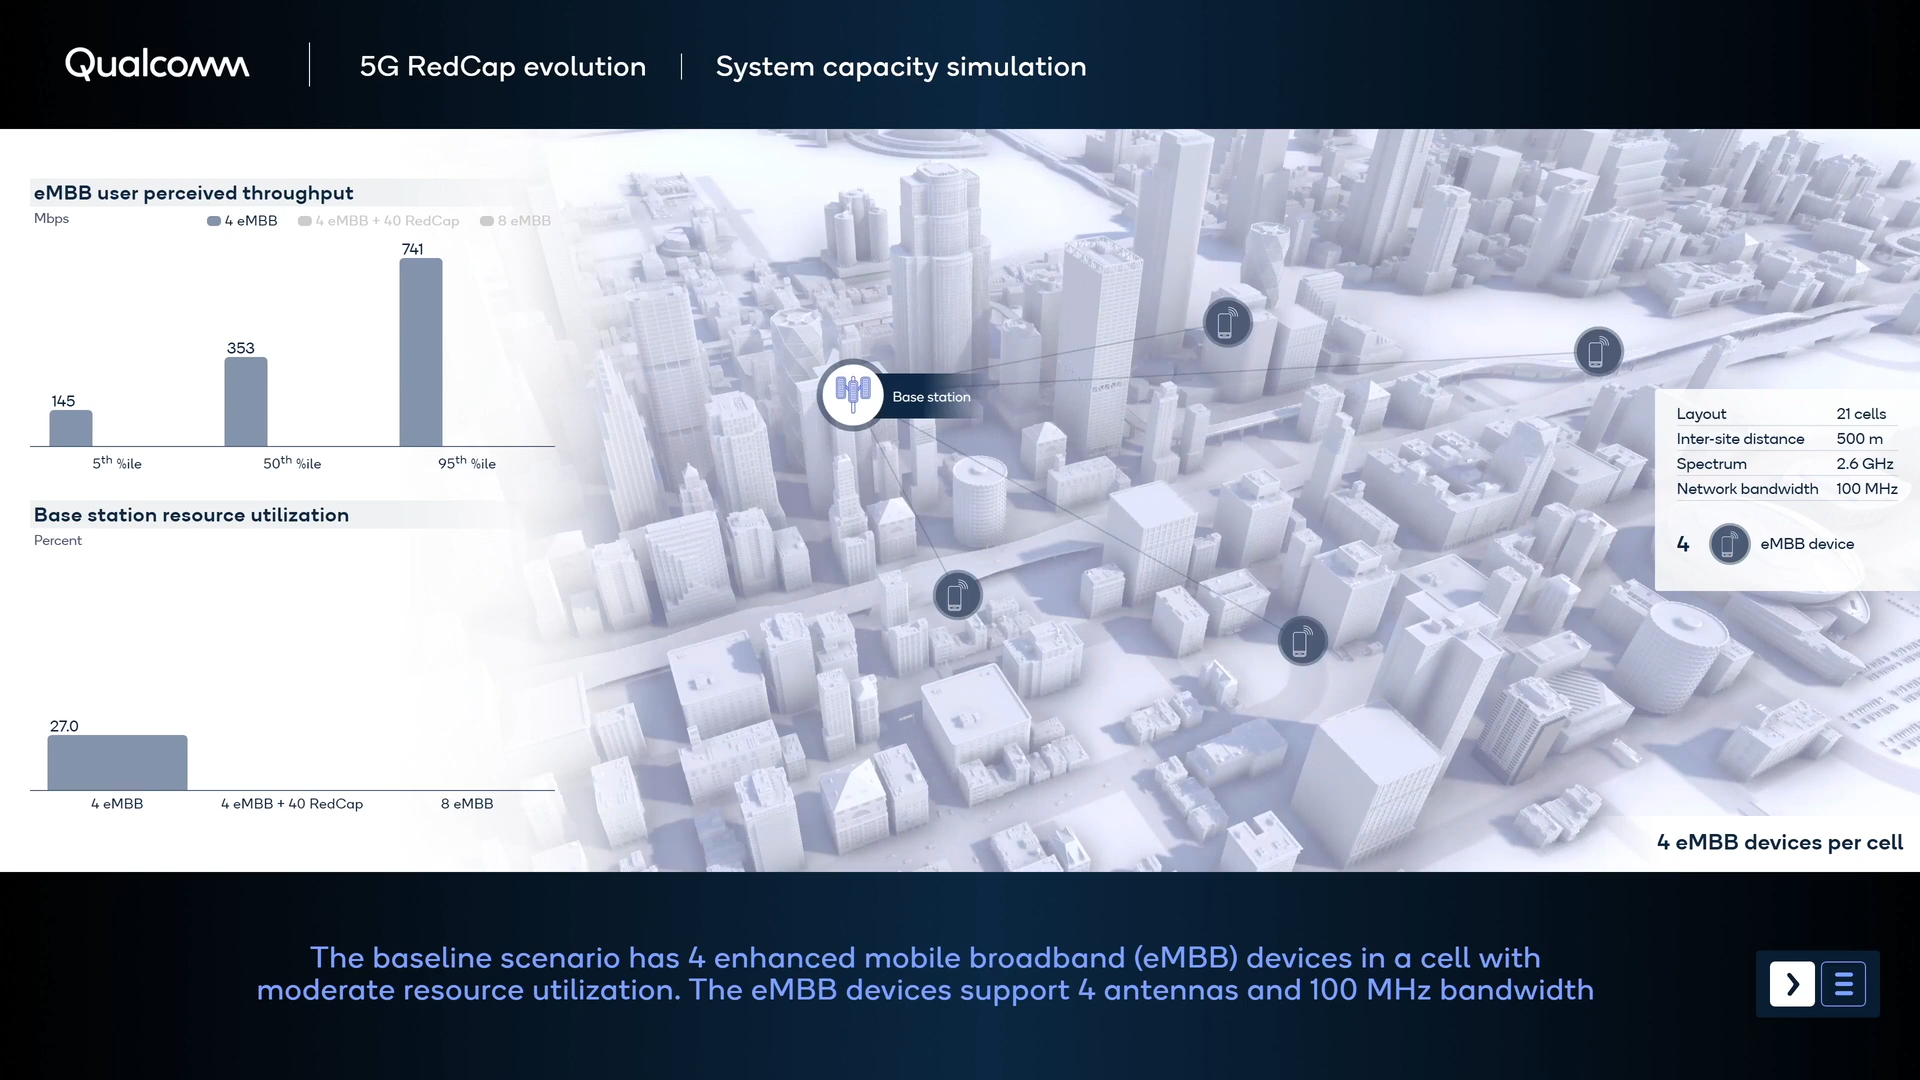 Qualcomm
5G RedCap evolution
System capacity simulation
eMBB user perceived throughput
Mbps
4 eMBB
4 eMBB + 40 RedCap
8 eMBB
741
353
145
5th %ile
50th %ile
95th %ile
Base station resource utilization
Percent
27.0
4 eMBB
4 eMBB + 40 RedCap
8 eMBB
Base station
Layout 21 cells
Inter-site distance 500 m
Spectrum 2.6 GHz
Network bandwidth 100 MHz
4 eMBB device
4 eMBB devices per cell
The baseline scenario has 4 enhanced mobile broadband (eMBB) devices in a cell with
moderate resource utilization. The eMBB devices support 4 antennas and 100 MHz bandwidth